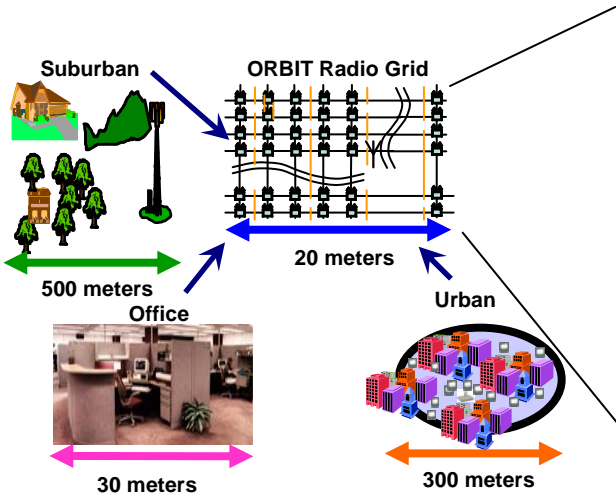 Suburban
ORBIT Radio Grid
500 meters
20 meters
Office
Urban
30 meters
300 meters